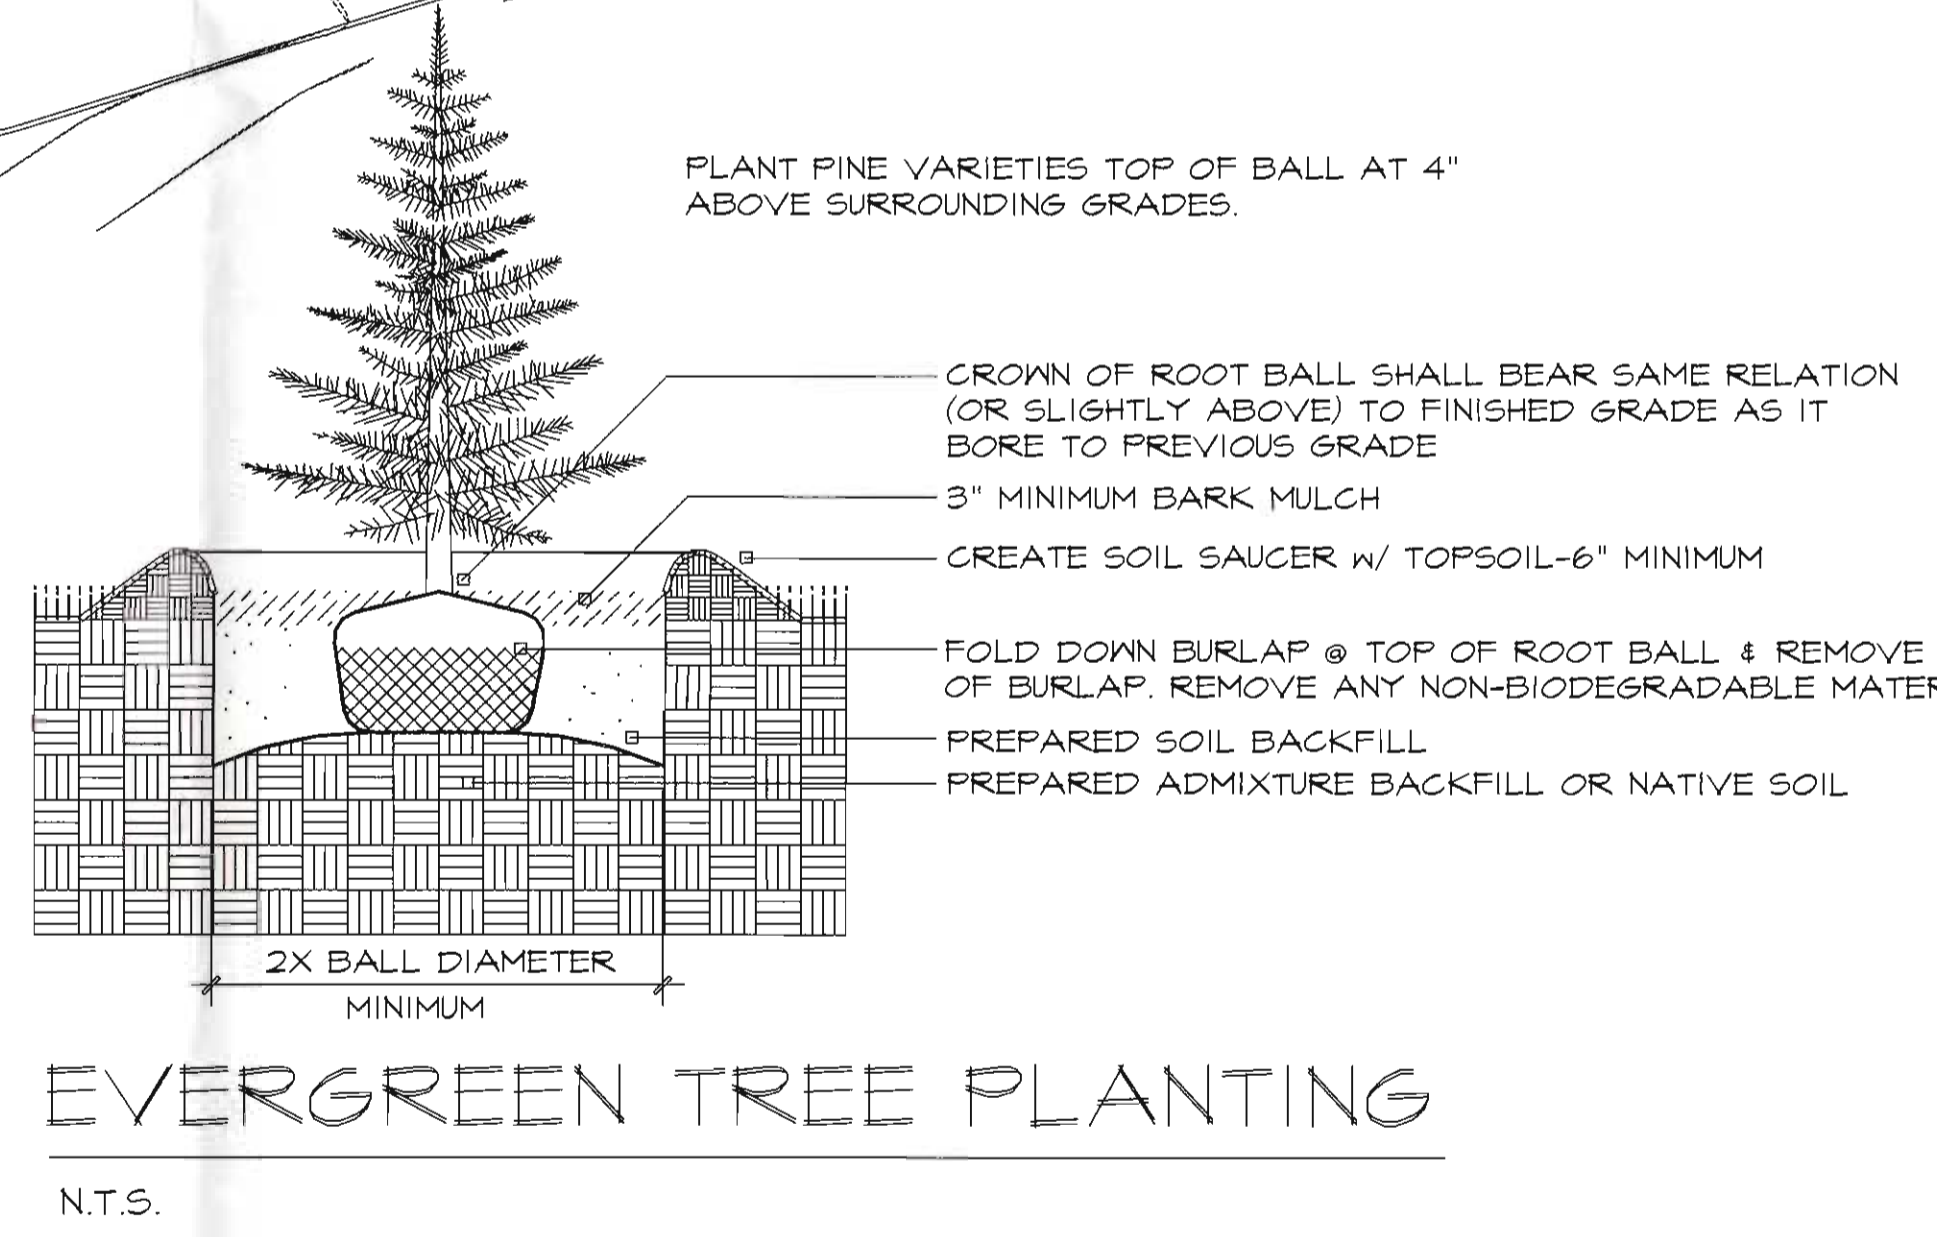 PLANT PINE VARIETIES TOP OF BALL AT 4"
ABOVE SURROUNDING GRADES.
CROWN OF ROOT BALL SHALL BEAR SAME RELATION
(OR SLIGHTLY ABOVE) TO FINISHED GRADE AS IT
BORE TO PREVIOUS GRADE
3" MINIMUM BARK MULCH
CREATE SOIL SAUCER W/ TOPSOIL-6" MINIMUM
FOLD DOWN BURLAP @ TOP OF ROOT BALL & REMOVE
OF BURLAP. REMOVE ANY NON-BIODEGRADABLE
PREPARED SOIL BACKFILL
PREPARED ADMIXTURE BACKFILL OR NATIVE SOIL
2X BALL DIAMETER
MINIMUM
EVERGREEN TREE PLANTING
N.T.S.